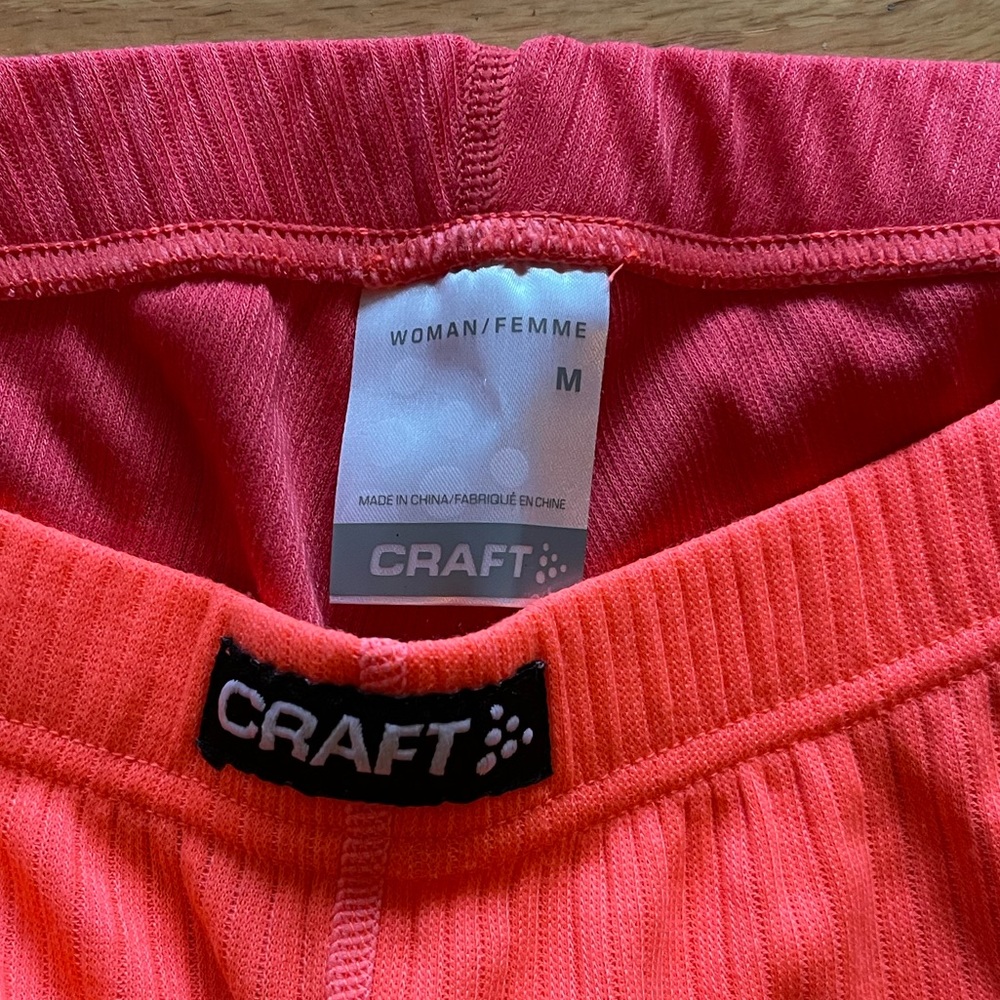 WOMAN/FEMME
M
MADE IN CHINA/FABRIQUÉ EN CHINE
CRAFT
CRAFT